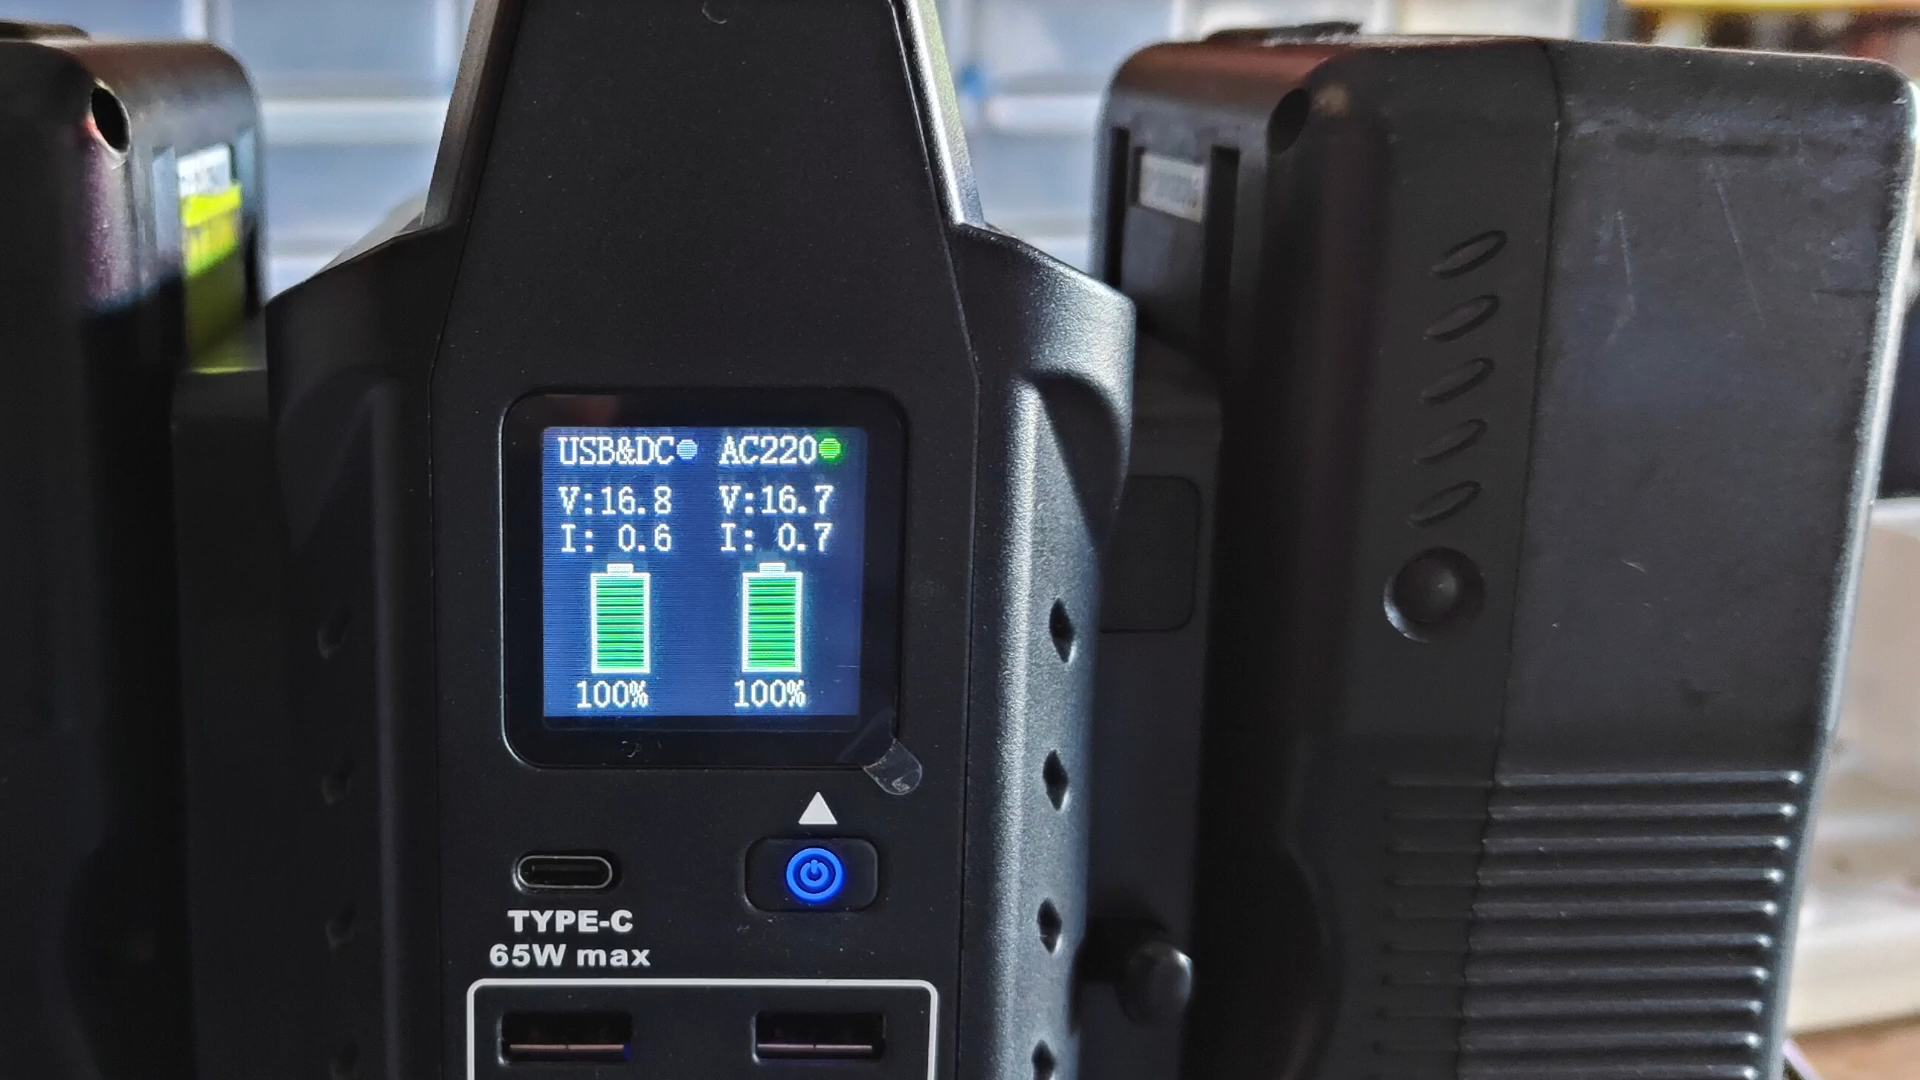 USB&DC AC220
V:16.8 V:16.7
I: 0.6 I: 0.7
100% 100%
TYPE-C
65W max